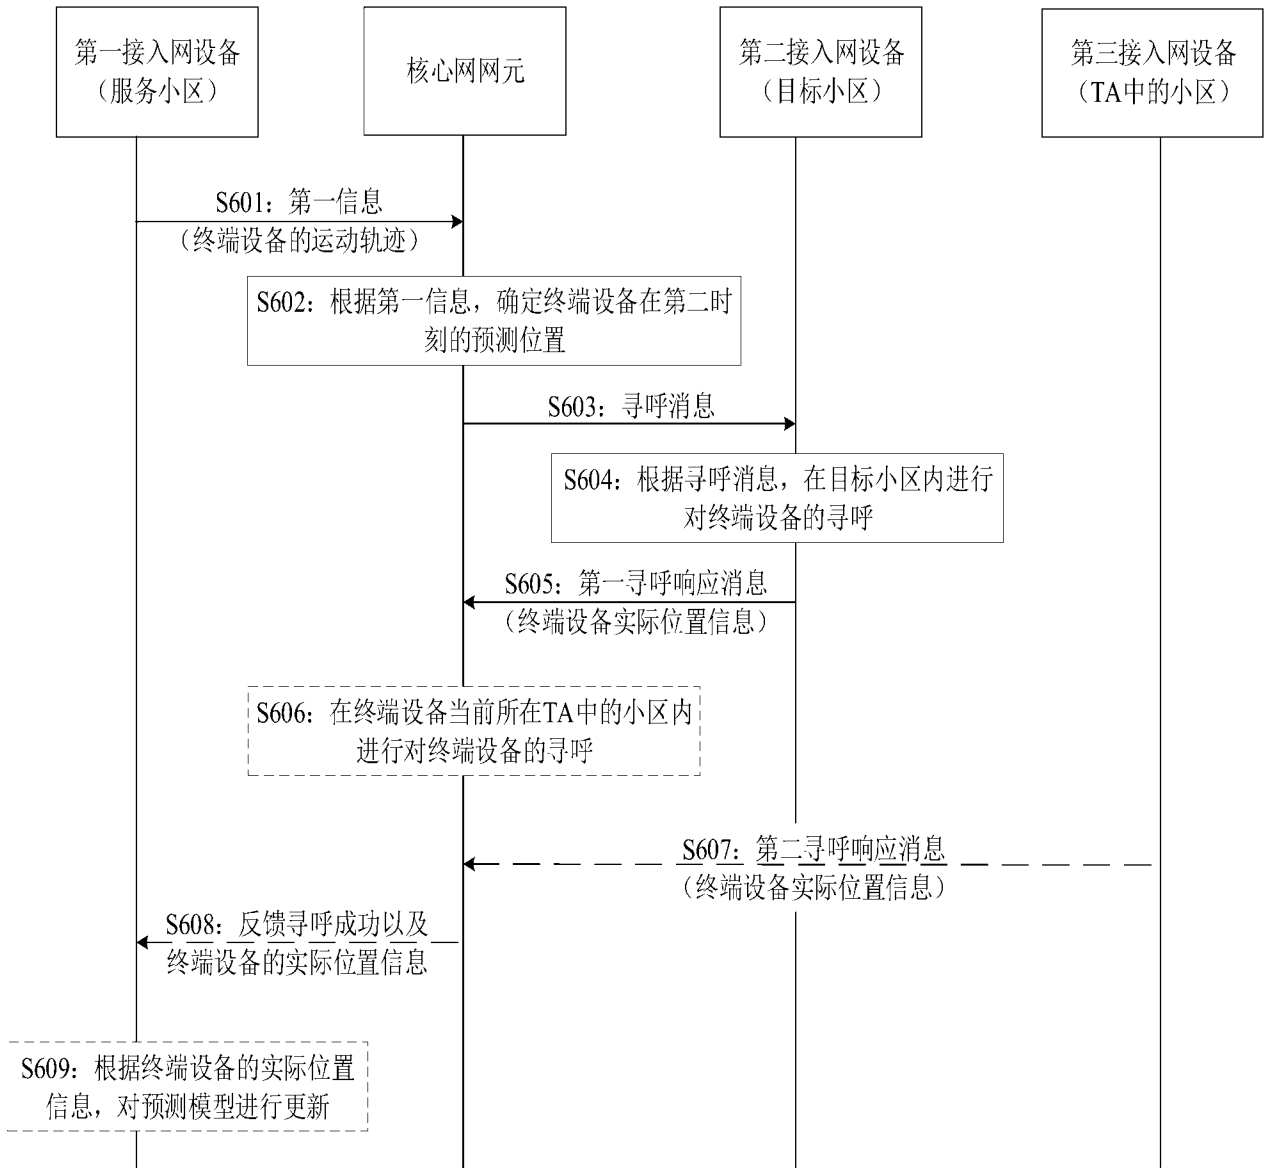 第一接入网设备
（服务小区）
核心网网元
第二接入网设备
（目标小区）
第三接入网设备
（TA中的小区）
S601：第一信息
（终端设备的运动轨迹）
S602：根据第一信息，确定终端设备在第二时
刻的预测位置
S603：寻呼消息
S604：根据寻呼消息，在目标小区内进行
对终端设备的寻呼
S605：第一寻呼响应消息
（终端设备实际位置信息）
S606：在终端设备当前所在TA中的小区内
进行对终端设备的寻呼
S607：第二寻呼响应消息
（终端设备实际位置信息）
S608：反馈寻呼成功以及
终端设备的实际位置信息
S609：根据终端设备的实际位置
信息，对预测模型进行更新